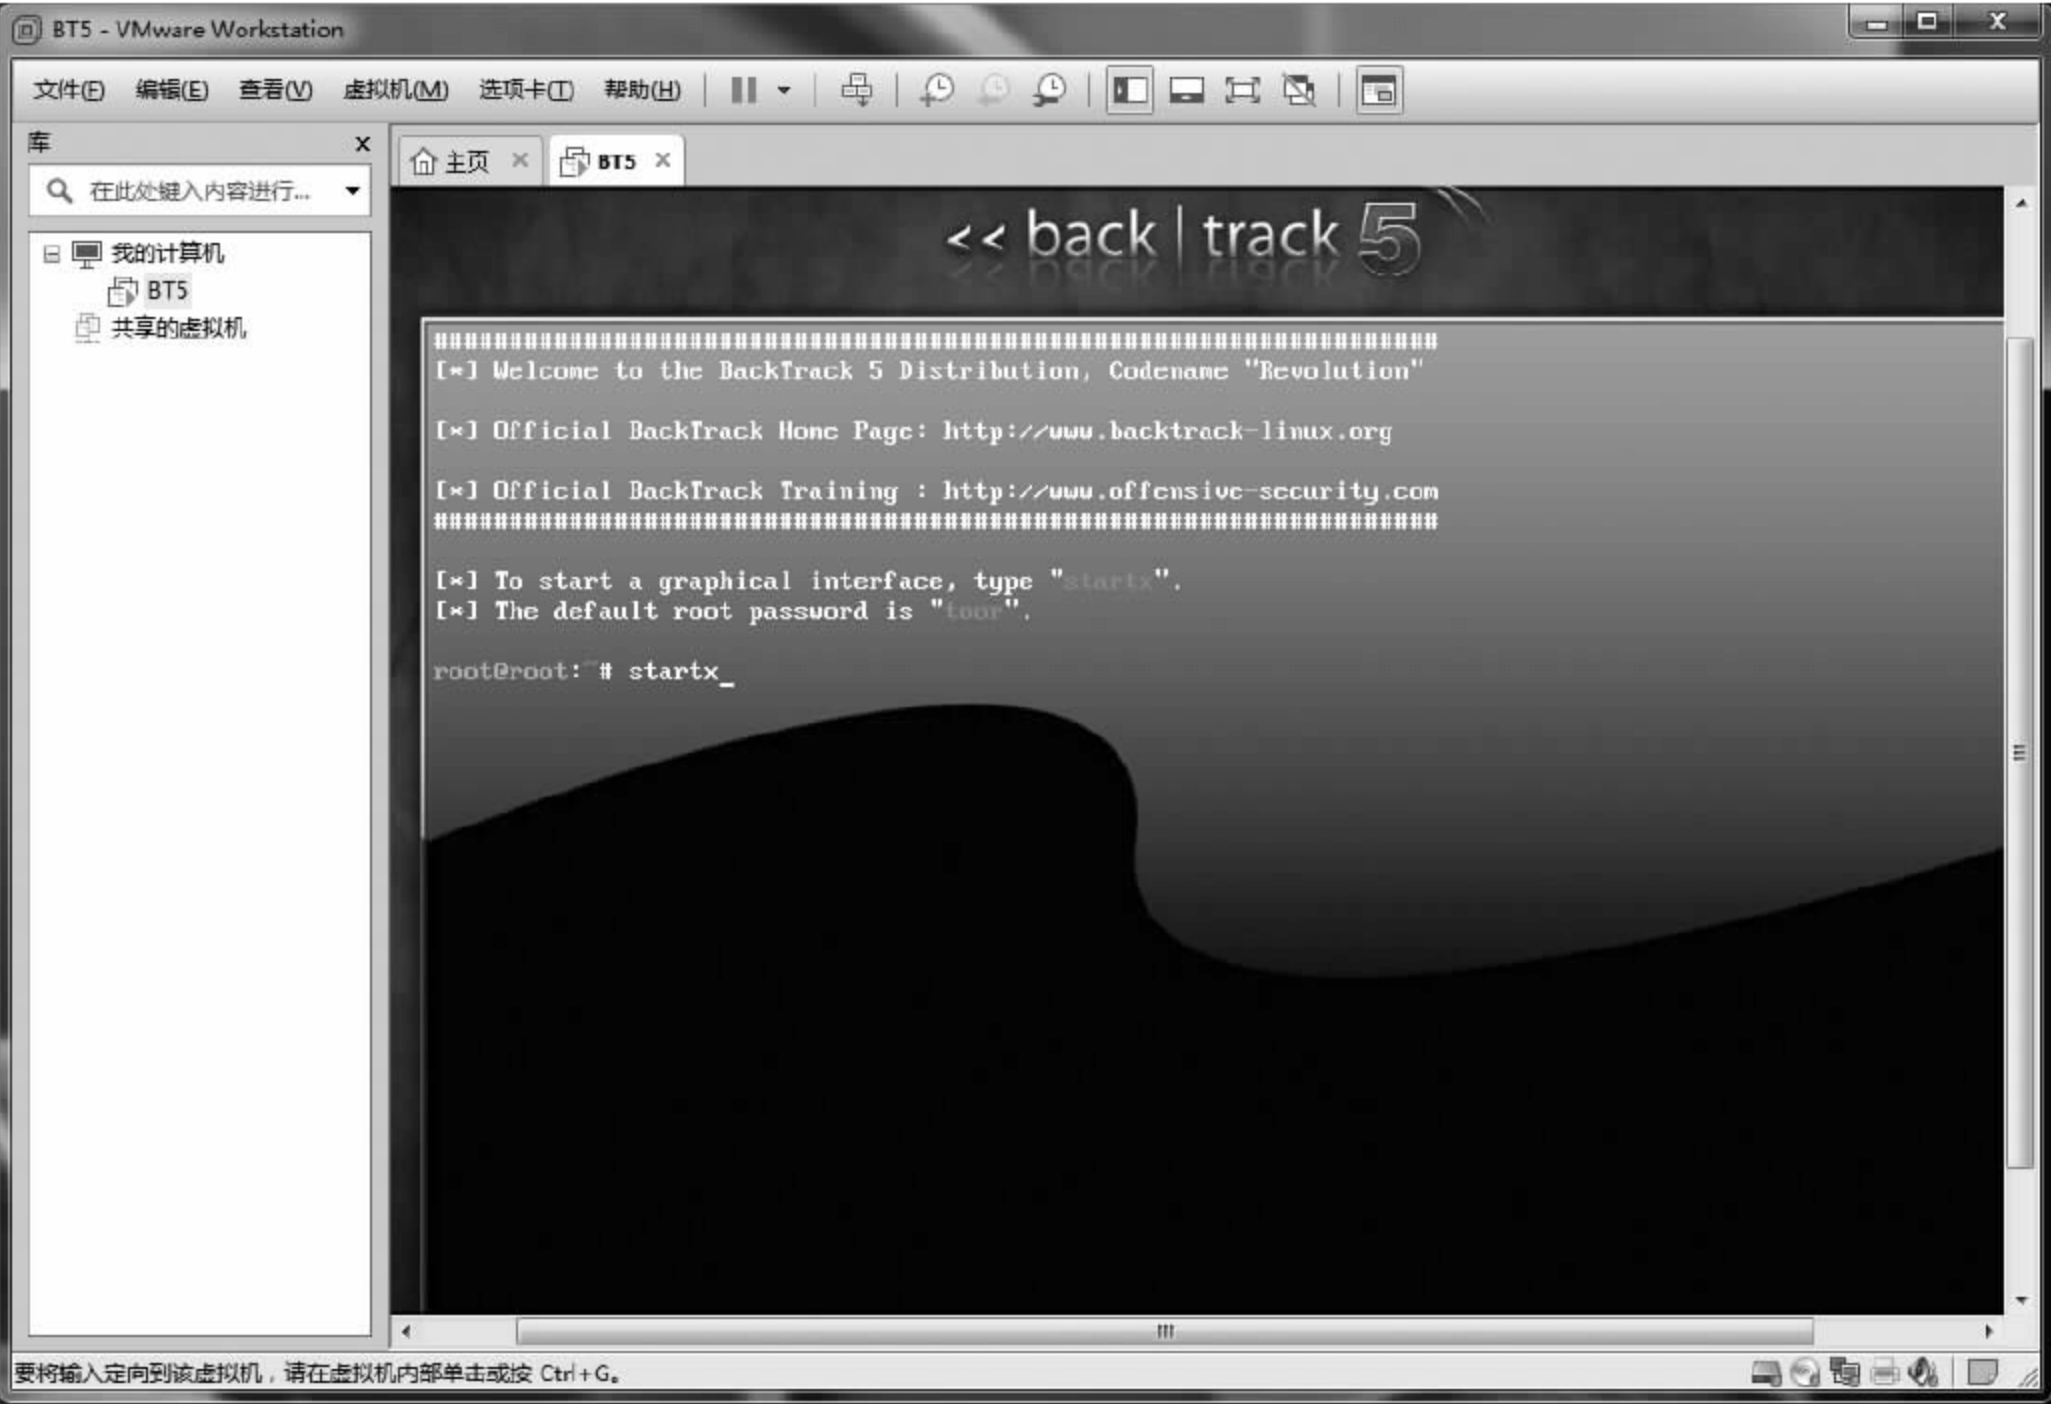 BT5 - VMware Workstation
文件(F) 编辑(E) 查看(V) 虚拟机(M) 选项卡(T) 帮助(H)
库
在此处键入内容进行...
我的计算机
BT5
共享的虚拟机
主页 BT5
<< back | track 5
####################################################################
[*] Welcome to the BackTrack 5 Distribution, Codename "Revolution"
[*] Official BackTrack Home Page: http://www.backtrack-linux.org
[*] Official BackTrack Training : http://www.offensive-security.com
####################################################################
[*] To start a graphical interface, type "startx".
[*] The default root password is "toor".
root@root:~# startx_
要将输入定向到该虚拟机，请在虚拟机内部单击或按 Ctrl+G。